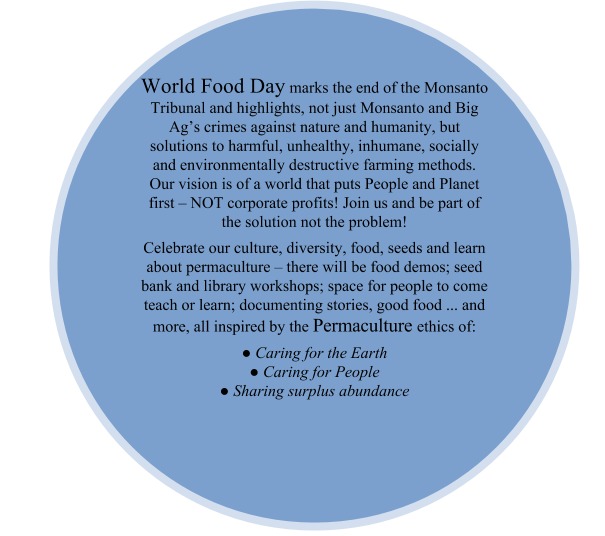 World Food Day marks the end of the Monsanto
Tribunal and highlights, not just Monsanto and Big
Ag’s crimes against nature and humanity, but
solutions to harmful, unhealthy, inhumane, socially
and environmentally destructive farming methods.
Our vision is of a world that puts People and Planet
first – NOT corporate profits! Join us and be part of
the solution not the problem!
Celebrate our culture, diversity, food, seeds and learn
about permaculture – there will be food demos; seed
bank and library workshops; space for people to come
teach or learn; documenting stories, good food ... and
more, all inspired by the Permaculture ethics of:
● Caring for the Earth
● Caring for People
● Sharing surplus abundance